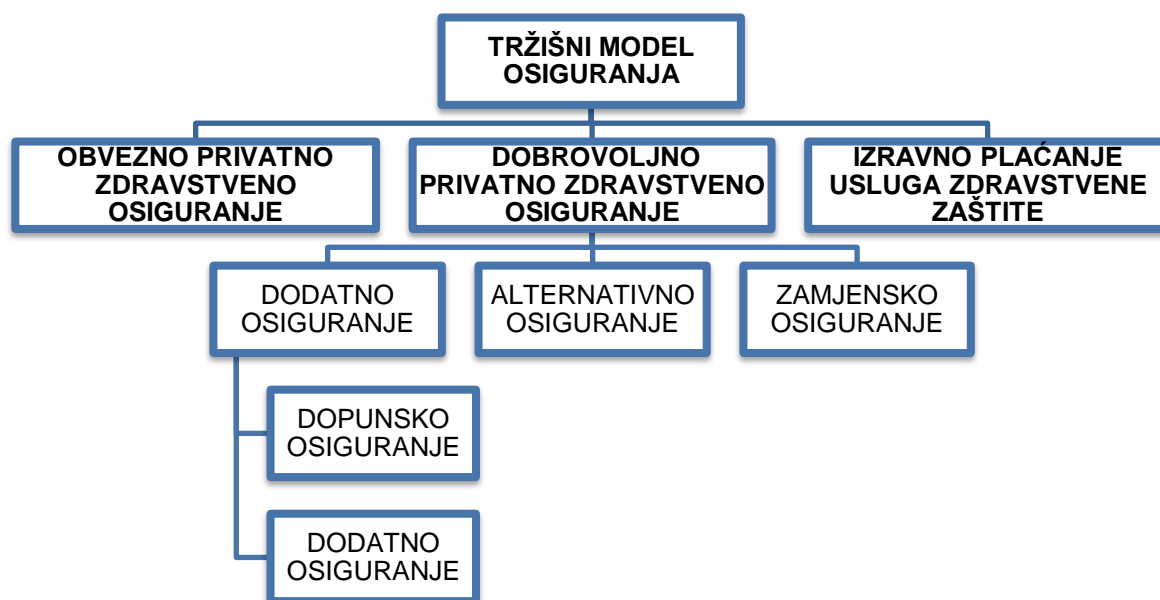 TRŽIŠNI MODEL
OSIGURANJA
OBVEZNO PRIVATNO
ZDRAVSTVENO
OSIGURANJE
DOBROVOLJNO
PRIVATNO ZDRAVSTVENO
OSIGURANJE
IZRAVNO PLAĆANJE
USLUGA ZDRAVSTVENE
ZAŠTITE
DODATNO
OSIGURANJE
ALTERNATIVNO
OSIGURANJE
ZAMJENSKO
OSIGURANJE
DOPUNSKO
OSIGURANJE
DODATNO
OSIGURANJE